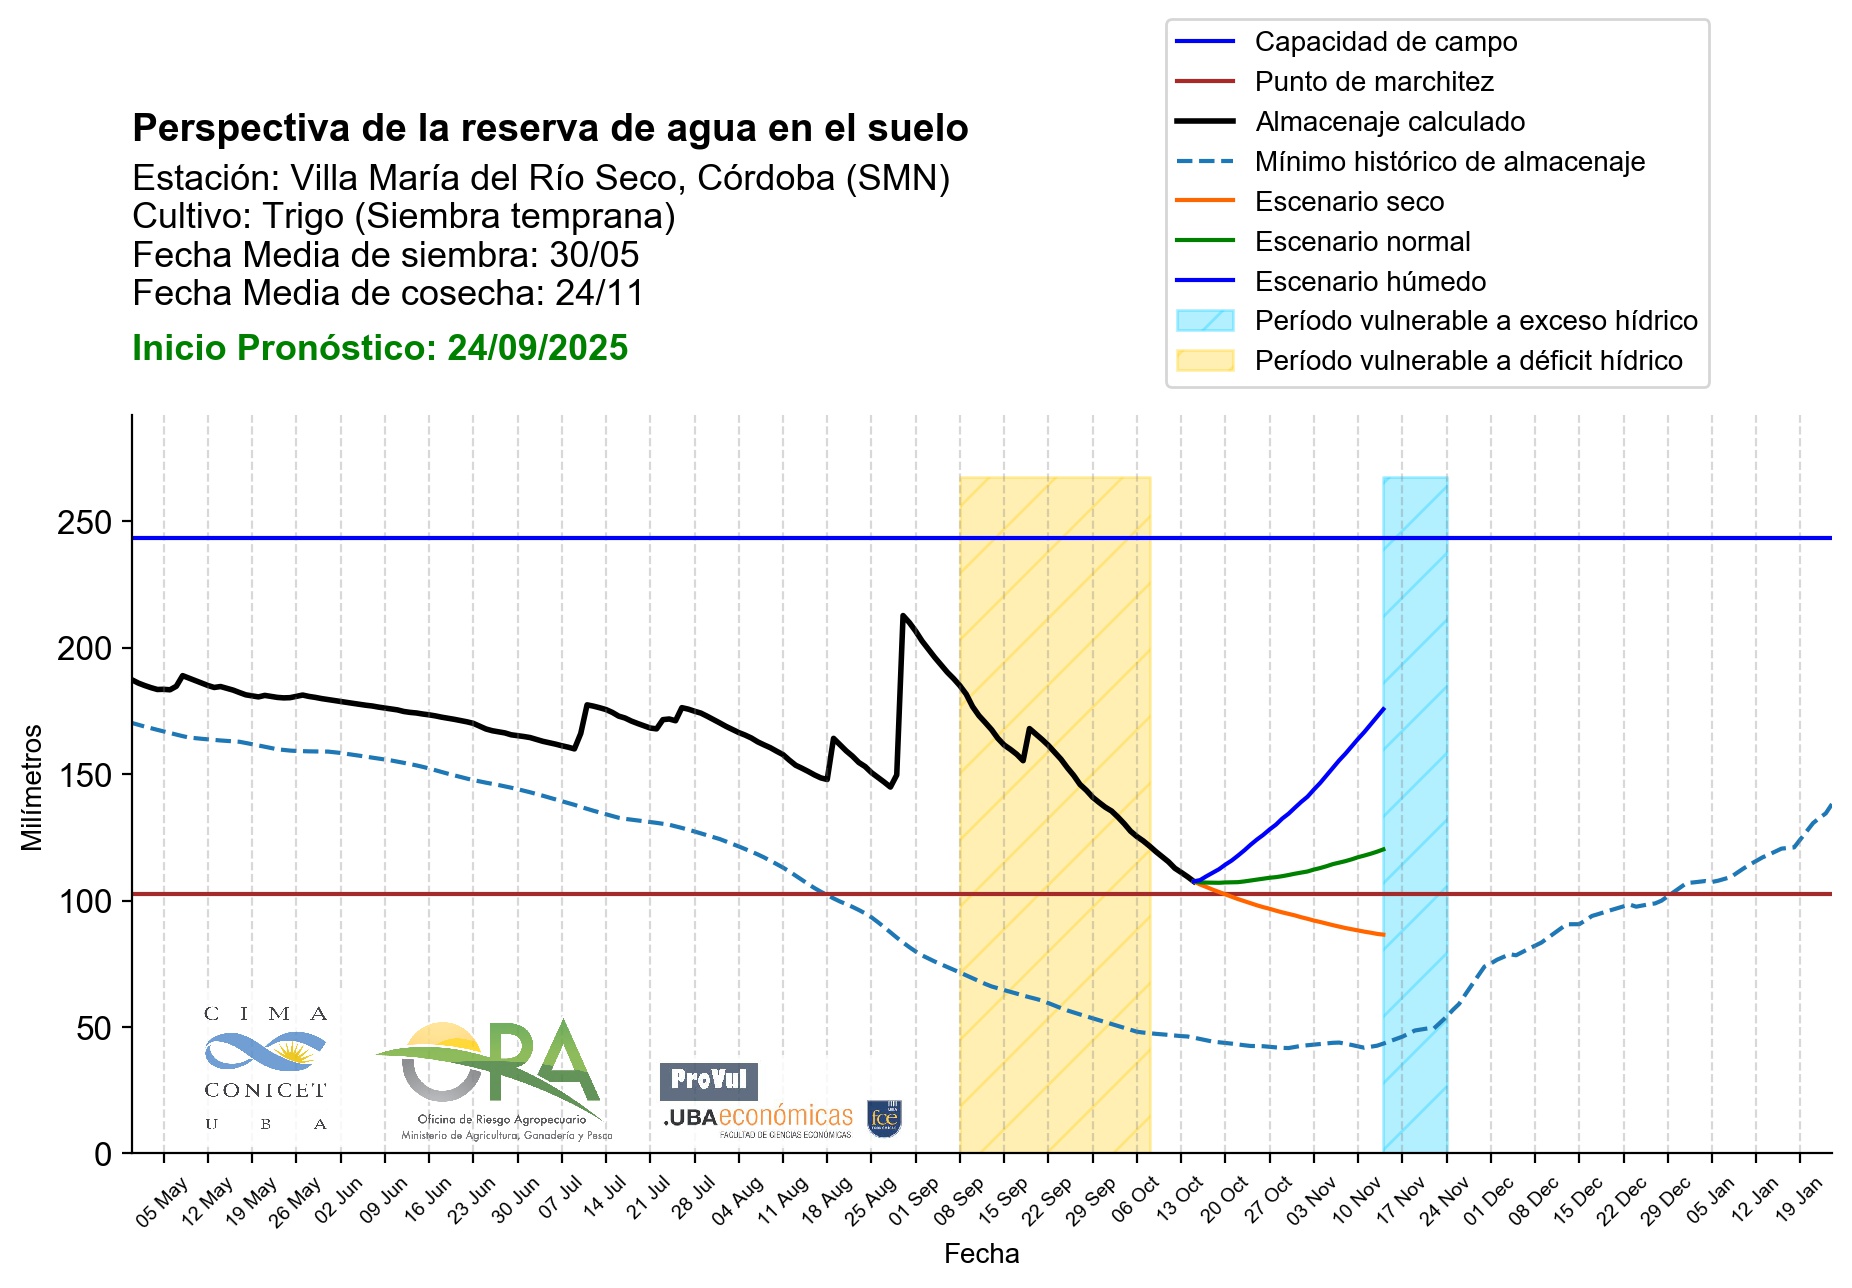 Capacidad de campo
Punto de marchitez
Almacenaje calculado
Mínimo histórico de almacenaje
Escenario seco
Escenario normal
Escenario húmedo
Período vulnerable a exceso hídrico
Período vulnerable a déficit hídrico
Perspectiva de la reserva de agua en el suelo
Estación: Villa María del Río Seco, Córdoba (SMN)
Cultivo: Trigo (Siembra temprana)
Fecha Media de siembra: 30/05
Fecha Media de cosecha: 24/11
Inicio Pronóstico: 24/09/2025
Milímetros
250
200
150
100
50
0
CIMA
CONICET
UBA
ORA
Oficina de Riesgo Agropecuario
Ministerio de Agricultura, Ganadería y Pesca
ProVul
.UBAeconómicas
FACULTAD DE CIENCIAS ECONÓMICAS
fce
05 May
12 May
19 May
26 May
02 Jun
09 Jun
16 Jun
23 Jun
30 Jun
07 Jul
14 Jul
21 Jul
28 Jul
04 Aug
11 Aug
18 Aug
25 Aug
01 Sep
08 Sep
15 Sep
22 Sep
29 Sep
06 Oct
13 Oct
20 Oct
27 Oct
03 Nov
10 Nov
17 Nov
24 Nov
01 Dec
08 Dec
15 Dec
22 Dec
29 Dec
05 Jan
12 Jan
19 Jan
Fecha